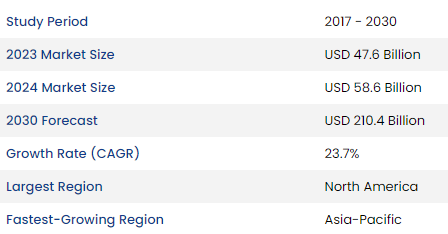 Study Period 2017 - 2030
2023 Market Size USD 47.6 Billion
2024 Market Size USD 58.6 Billion
2030 Forecast USD 210.4 Billion
Growth Rate (CAGR) 23.7%
Largest Region North America
Fastest-Growing Region Asia-Pacific